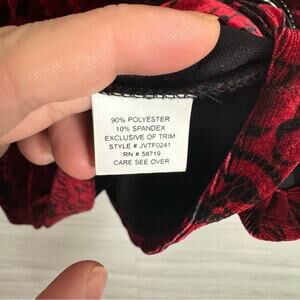 90% POLYESTER
10% SPANDEX
EXCLUSIVE OF TRIM
STYLE # JVTF0241
RN # 58719
CARE SEE OVER